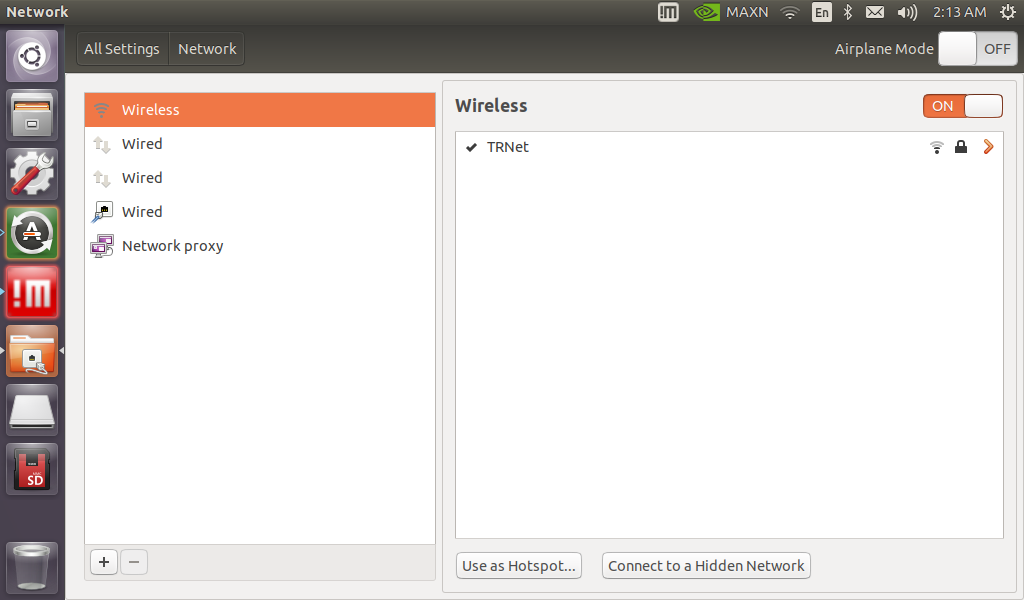 Network
!M MAXN En 2:13 AM
All Settings Network Airplane Mode OFF
Wireless
Wired
Wired
Wired
Network proxy
Wireless ON
TRNet
A
!M
SD
+ −
Use as Hotspot... Connect to a Hidden Network